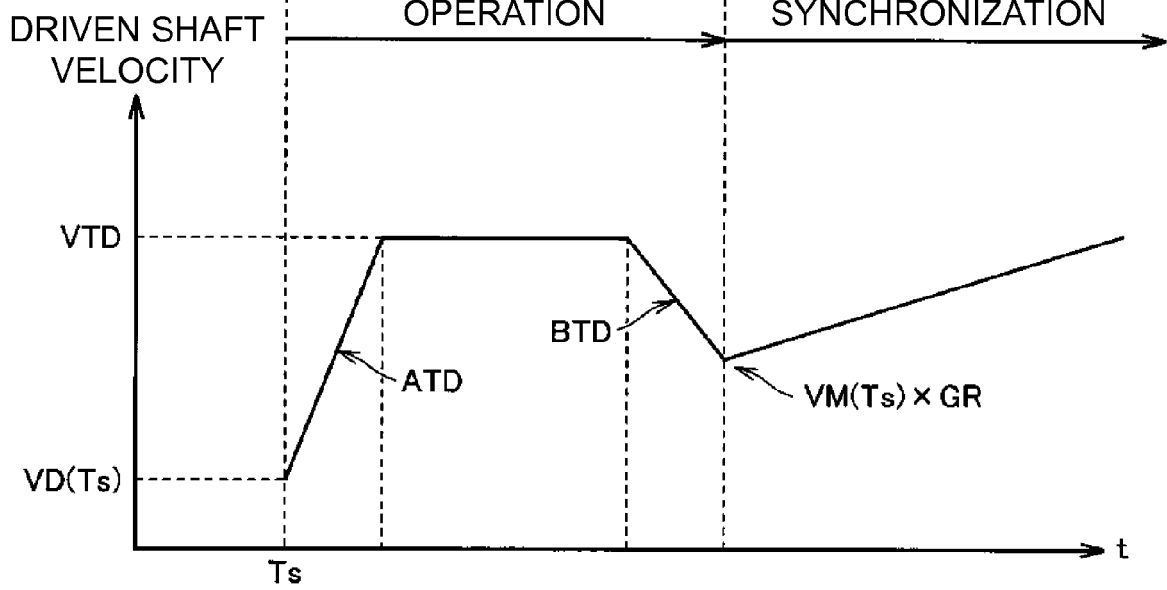 OPERATION
SYNCHRONIZATION
DRIVEN SHAFT
VELOCITY
VTD
BTD
ATD
VM(Ts)×GR
VD(Ts)
t
Ts